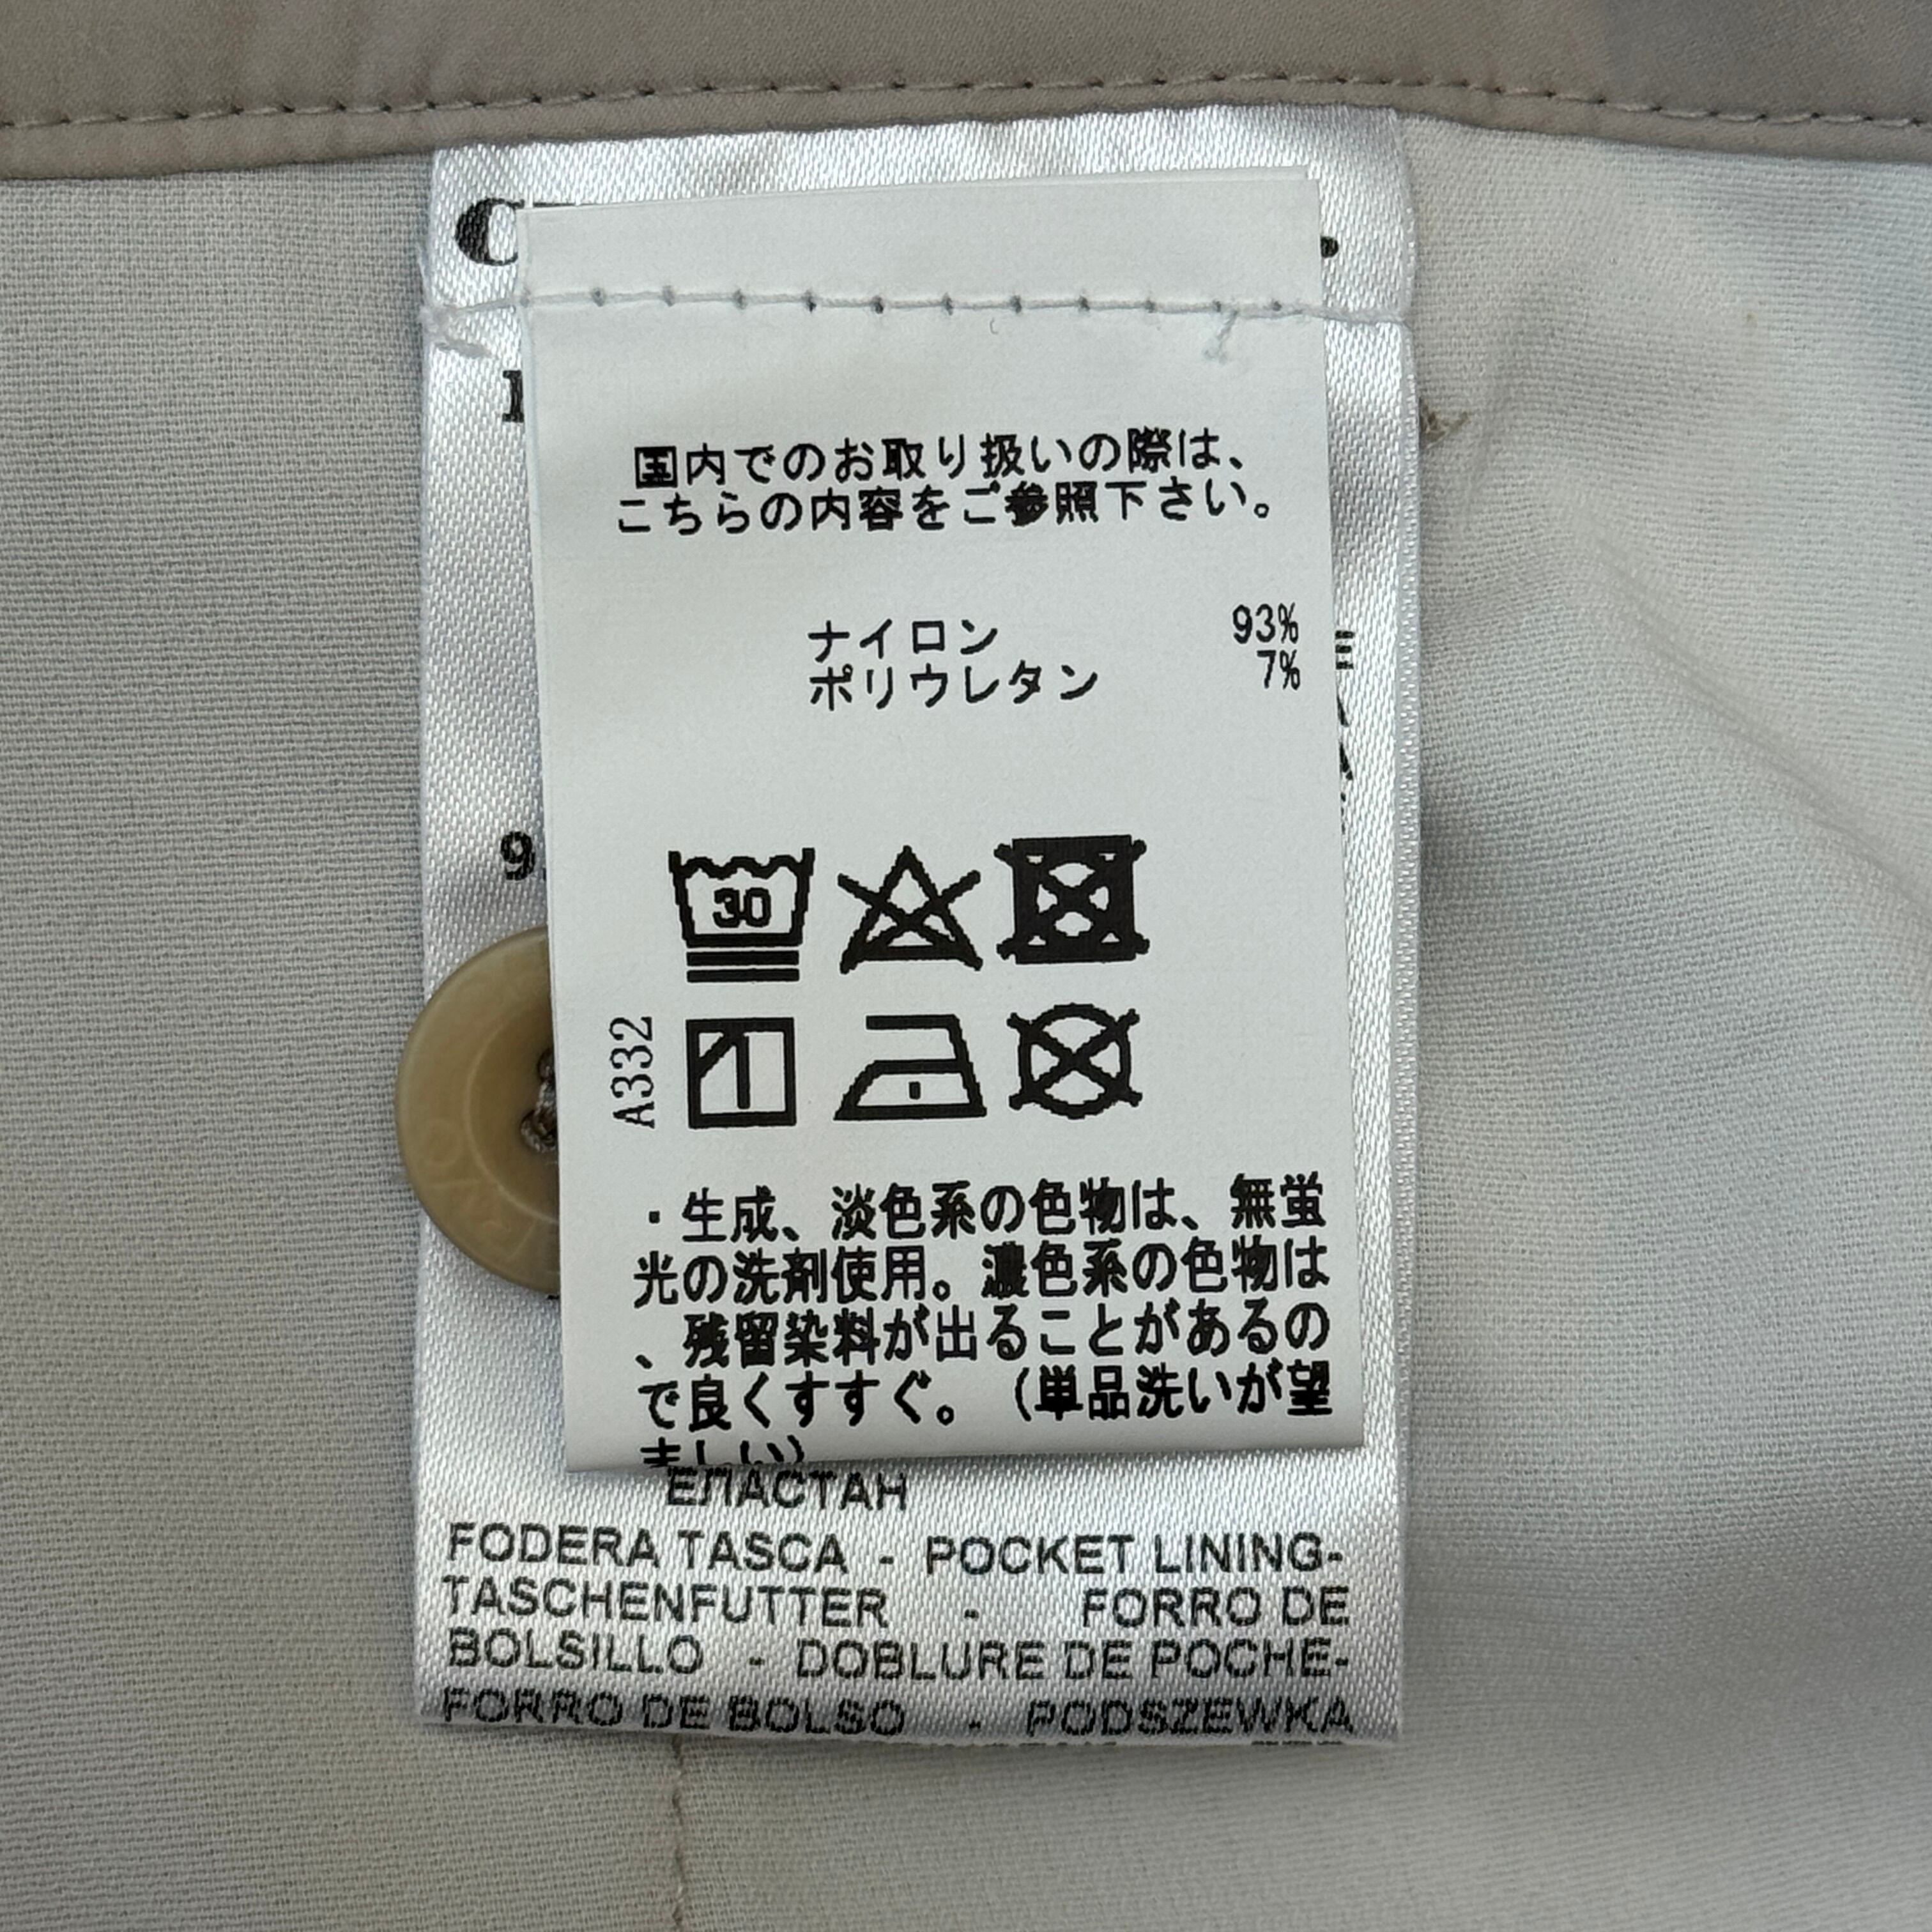 国内でのお取り扱いの際は、
こちらの内容をご参照下さい。
ナイロン 93%
ポリウレタン 7%
30
A332
・生成、淡色系の色物は、無蛍
光の洗剤使用。濃色系の色物は
、残留染料が出ることがあるの
で良くすすぐ。(単品洗いが望
ましい)
ЕЛАСТАН
FODERA TASCA - POCKET LINING-
TASCHENFUTTER - FORRO DE
BOLSILLO - DOBLURE DE POCHE-
FORRO DE BOLSO - PODSZEWKA